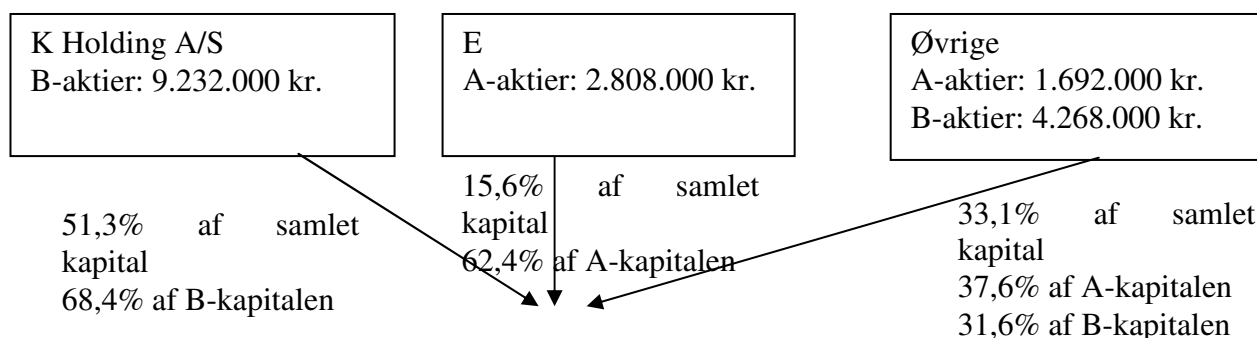 K Holding A/S
B-aktier: 9.232.000 kr.
E
A-aktier: 2.808.000 kr.
Øvrige
A-aktier: 1.692.000 kr.
B-aktier: 4.268.000 kr.
51,3% af samlet
kapital
68,4% af B-kapitalen
15,6% af samlet
kapital
62,4% af A-kapitalen
33,1% af samlet
kapital
37,6% af A-kapitalen
31,6% af B-kapitalen